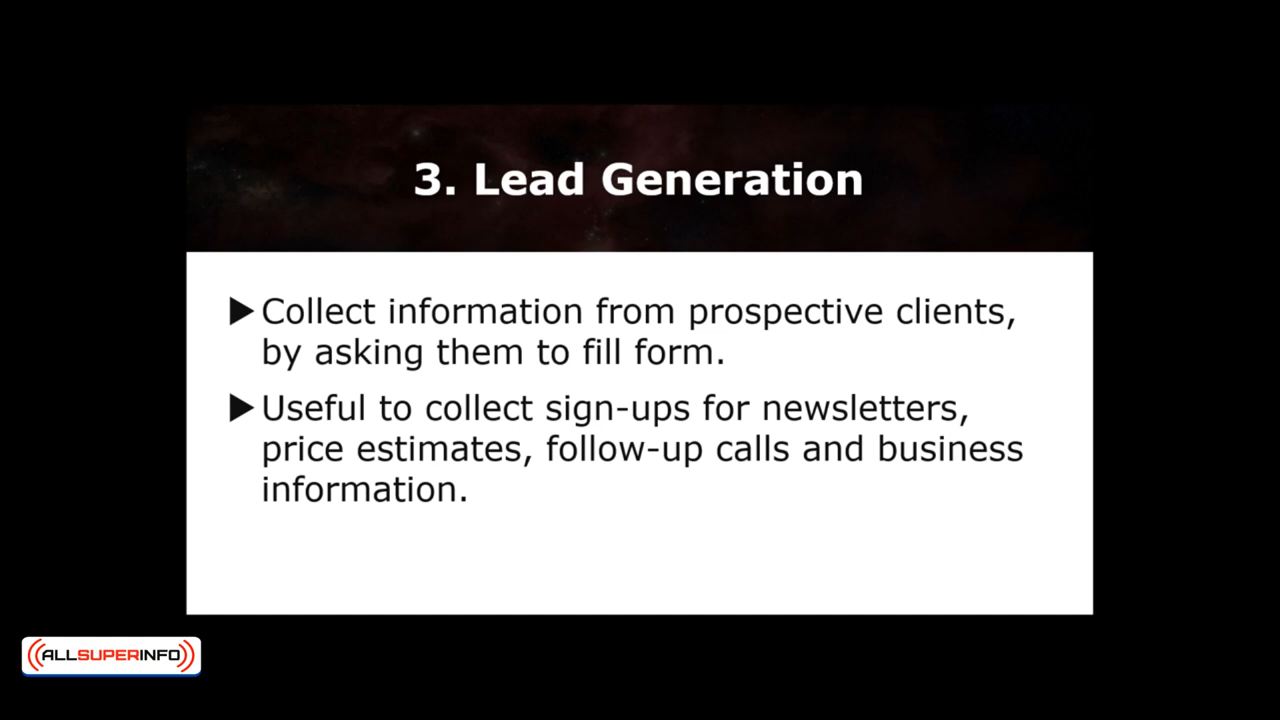 3. Lead Generation
▶Collect information from prospective clients,
by asking them to fill form.
▶Useful to collect sign-ups for newsletters,
price estimates, follow-up calls and business
information.
((ALLSUPERINFO))